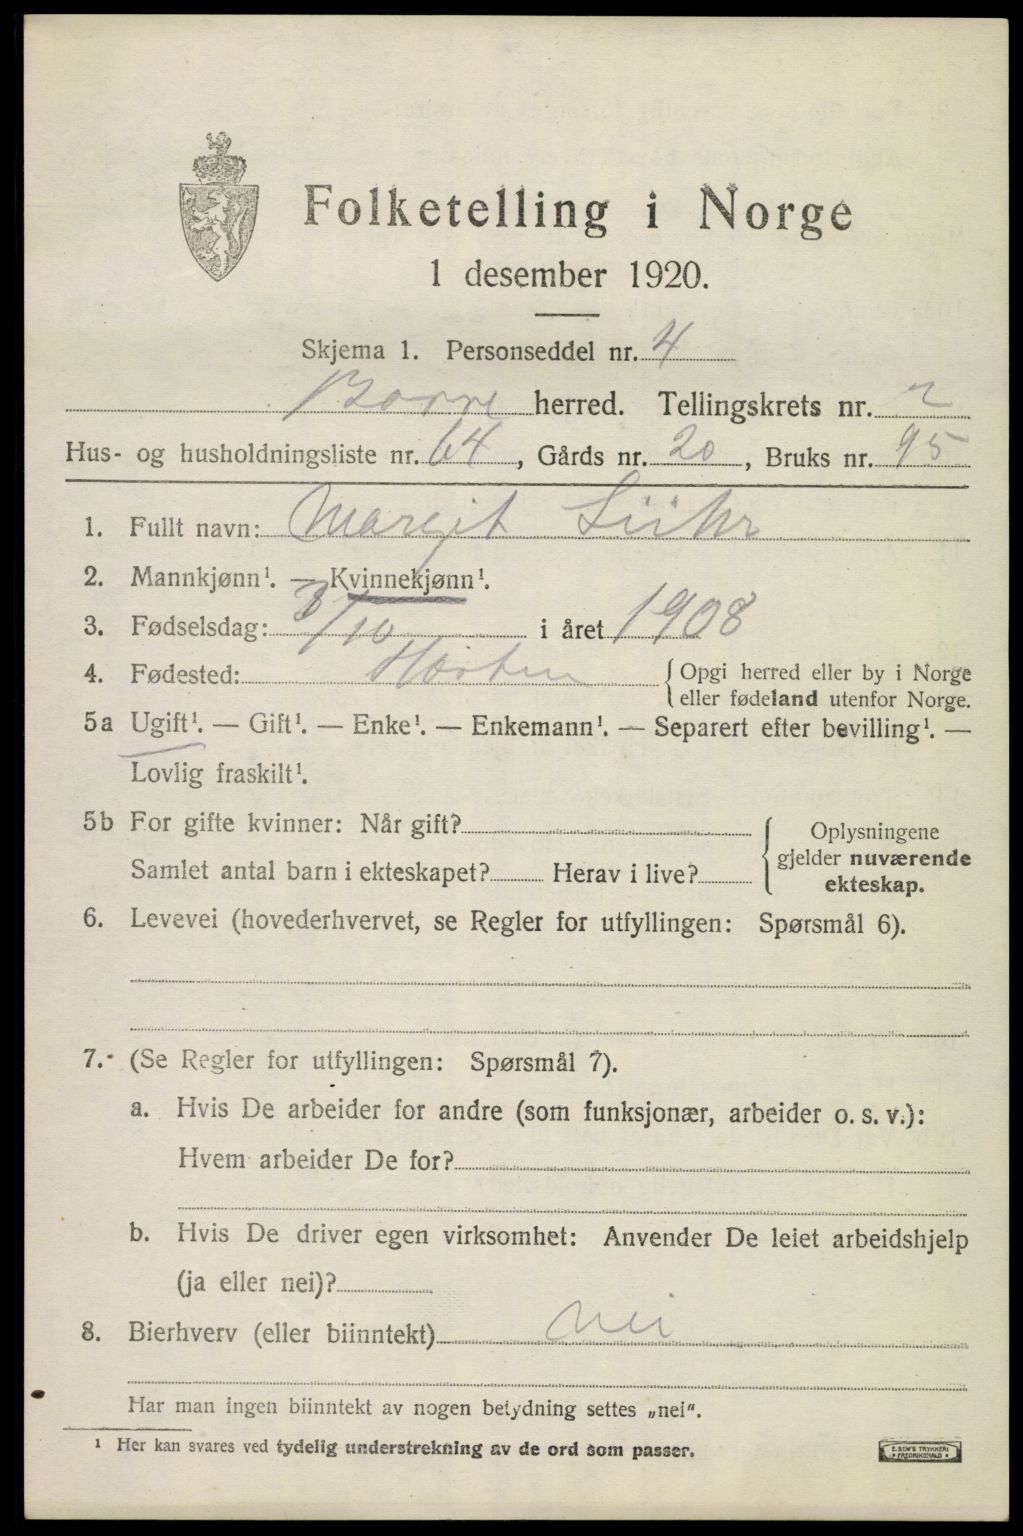 Folketelling i Norge
1 desember 1920.
Skjema 1. Personseddel nr. 4
Borre herred. Tellingskrets nr. 2
Hus- og husholdningsliste nr. 64, Gårds nr. 20, Bruks nr. 95
1. Fullt navn: Margit Lühr
2. Mannkjønn¹. — Kvinnekjønn¹.
3. Fødselsdag: 3/10 i året 1908
4. Fødested: Horten { Opgi herred eller by i Norge
eller fødeland utenfor Norge.
5a Ugift¹. — Gift¹. — Enke¹. — Enkemann¹. — Separert efter bevilling¹. —
Lovlig fraskilt¹.
5b For gifte kvinner: Når gift? { Oplysningene
Samlet antal barn i ekteskapet? Herav i live? gjelder nuværende
ekteskap.
6. Levevei (hovederhvervet, se Regler for utfyllingen: Spørsmål 6).
7. (Se Regler for utfyllingen: Spørsmål 7).
a. Hvis De arbeider for andre (som funksjonær, arbeider o. s. v.):
Hvem arbeider De for?
b. Hvis De driver egen virksomhet: Anvender De leiet arbeidshjelp
(ja eller nei)?
8. Bierhverv (eller biinntekt) Nei
Har man ingen biinntekt av nogen betydning settes „nei".
¹ Her kan svares ved tydelig understrekning av de ord som passer.
E. SEM'S TRYKKERI
FREDRIKSHALD